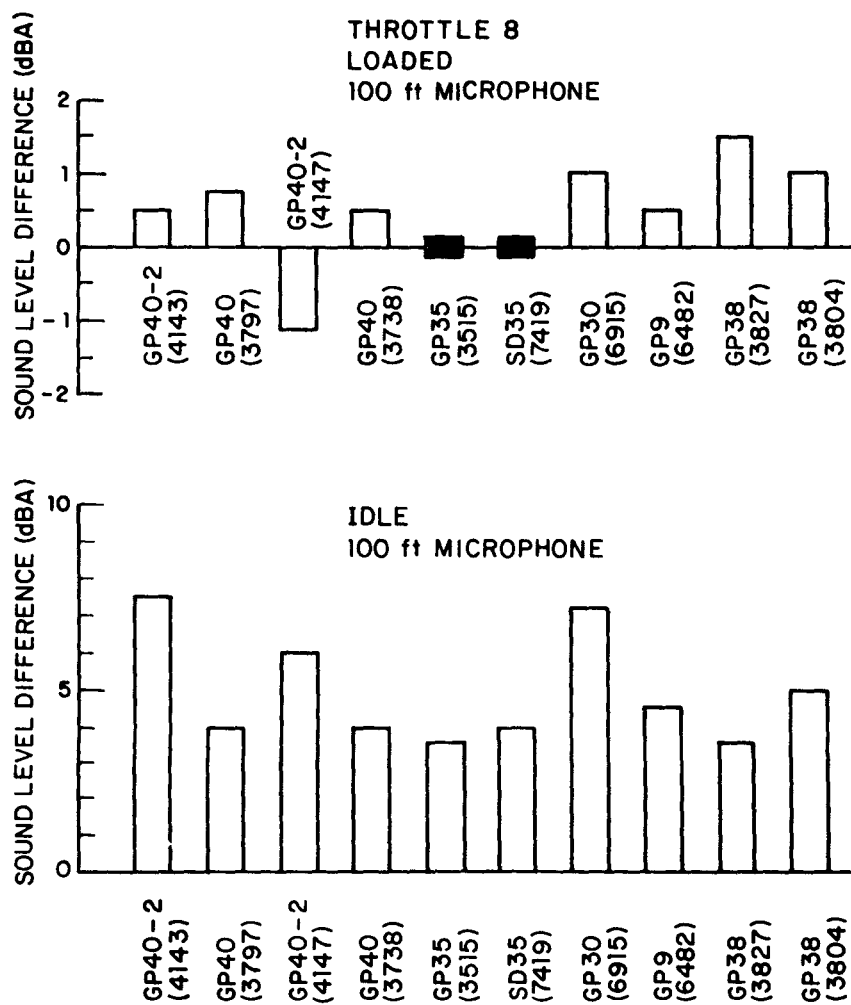 THROTTLE 8
LOADED
100 ft MICROPHONE
SOUND LEVEL DIFFERENCE (dBA)
2
1
0
-1
-2
GP40-2
(4143)
GP40
(3797)
GP40-2
(4147)
GP40
(3738)
GP35
(3515)
SD35
(7419)
GP30
(6915)
GP9
(6482)
GP38
(3827)
GP38
(3804)
IDLE
100 ft MICROPHONE
SOUND LEVEL DIFFERENCE (dBA)
10
5
0
GP40-2
(4143)
GP40
(3797)
GP40-2
(4147)
GP40
(3738)
GP35
(3515)
SD35
(7419)
GP30
(6915)
GP9
(6482)
GP38
(3827)
GP38
(3804)